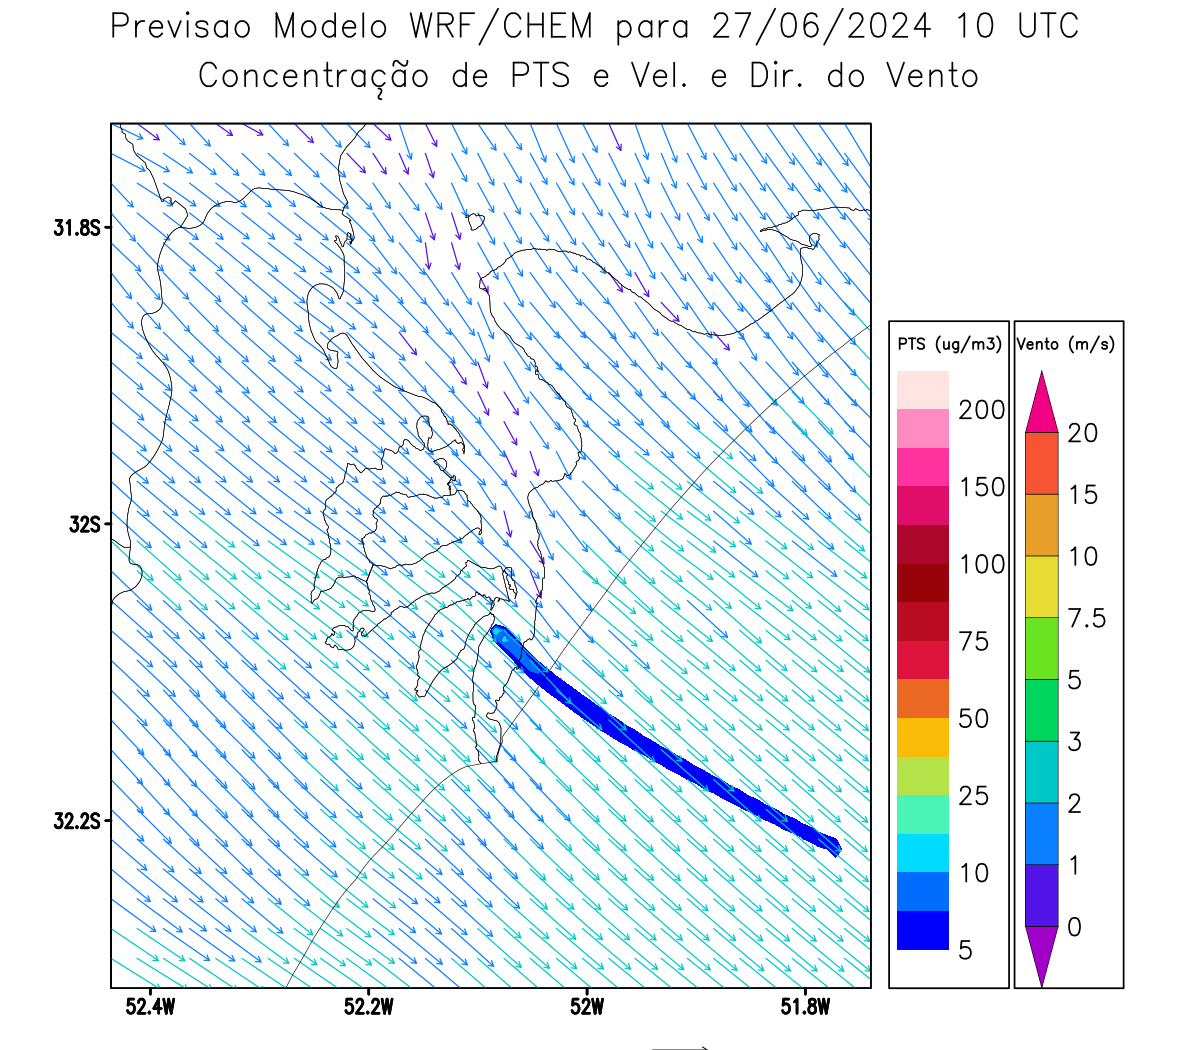 Previsao Modelo WRF/CHEM para 27/06/2024 10 UTC
Concentração de PTS e Vel. e Dir. do Vento
31.8S
32S
32.2S
52.4W 52.2W 52W 51.8W
PTS (ug/m3)
200
150
100
75
50
25
10
5
Vento (m/s)
20
15
10
7.5
5
3
2
1
0